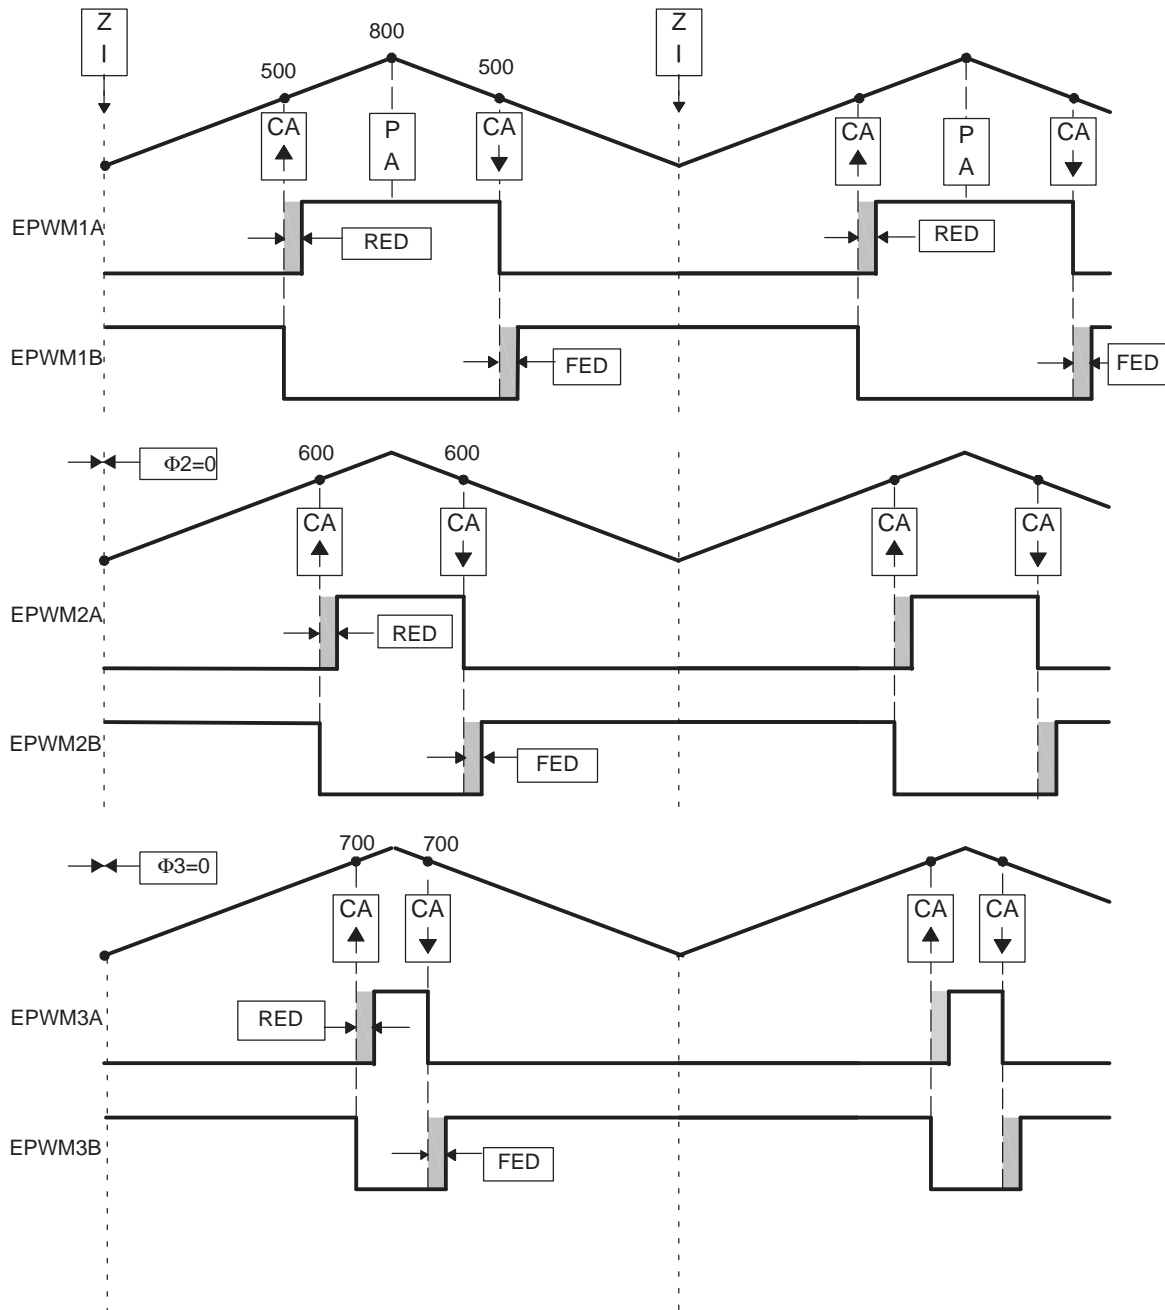 Z
I
Z
I
800
500
500
CA
P
A
CA
CA
P
A
CA
EPWM1A
RED
RED
EPWM1B
FED
FED
Φ2=0
600
600
CA
CA
CA
CA
EPWM2A
RED
EPWM2B
FED
Φ3=0
700
700
CA
CA
CA
CA
EPWM3A
RED
EPWM3B
FED